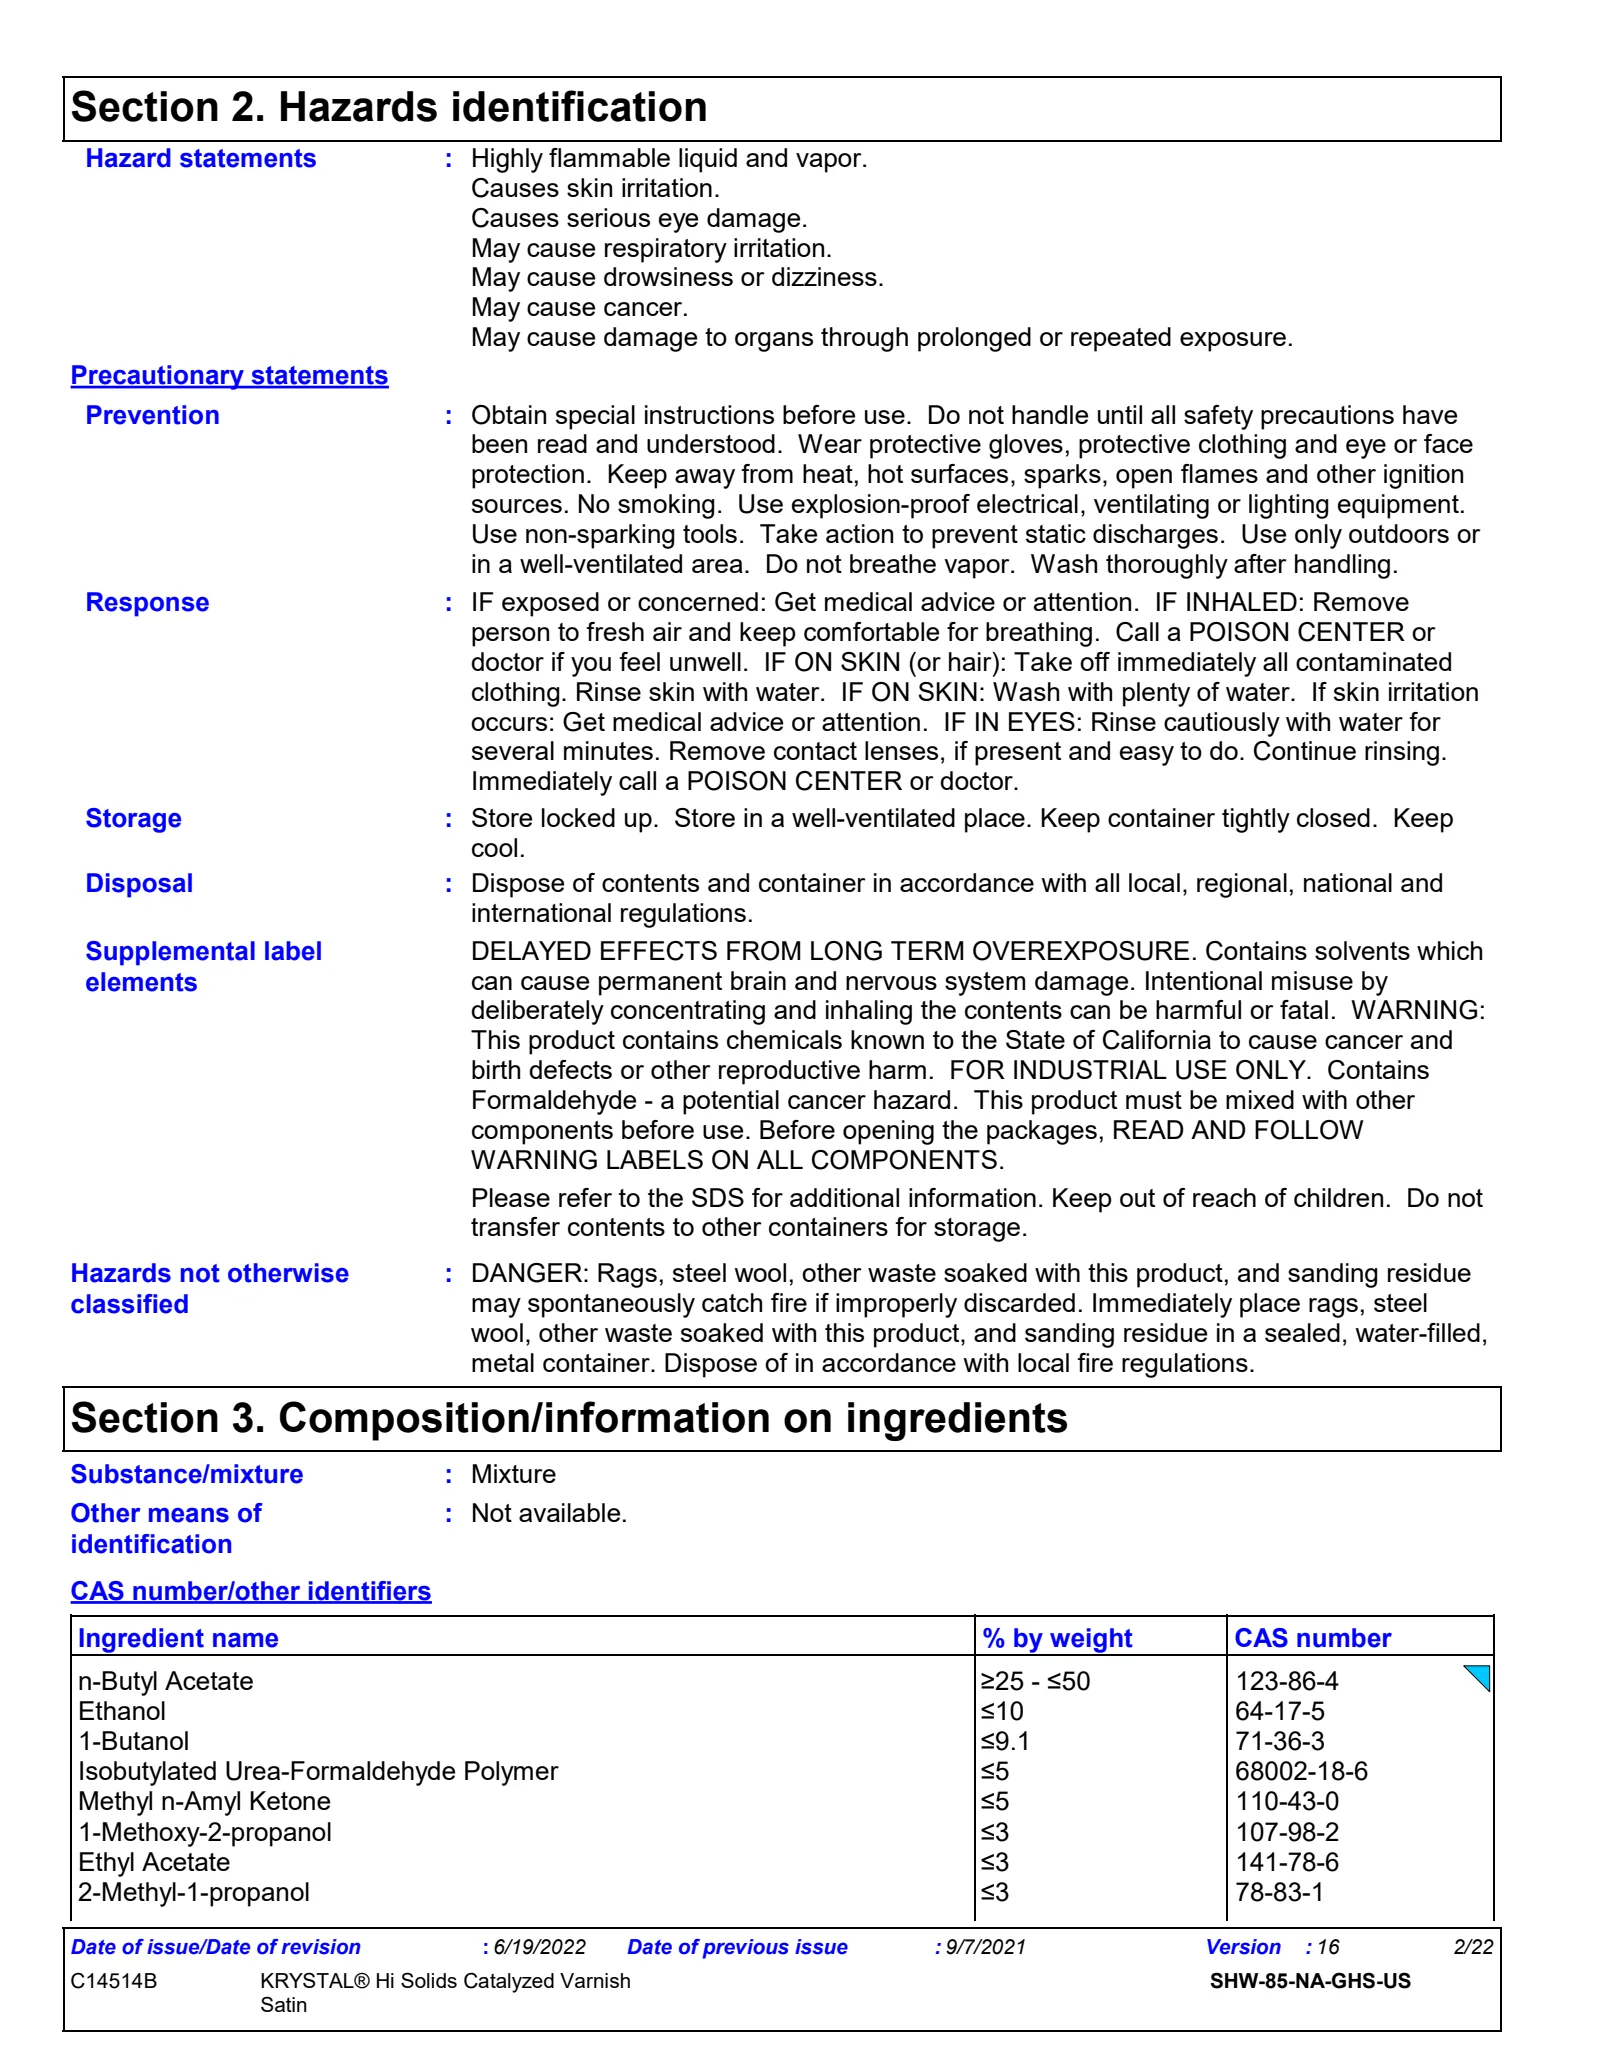 Section 2. Hazards identification
Hazard statements : Highly flammable liquid and vapor.
Causes skin irritation.
Causes serious eye damage.
May cause respiratory irritation.
May cause drowsiness or dizziness.
May cause cancer.
May cause damage to organs through prolonged or repeated exposure.
Precautionary statements
Prevention : Obtain special instructions before use.  Do not handle until all safety precautions have
been read and understood.  Wear protective gloves, protective clothing and eye or face
protection.  Keep away from heat, hot surfaces, sparks, open flames and other ignition
sources. No smoking.  Use explosion-proof electrical, ventilating or lighting equipment.
Use non-sparking tools.  Take action to prevent static discharges.  Use only outdoors or
in a well-ventilated area.  Do not breathe vapor.  Wash thoroughly after handling.
Response : IF exposed or concerned: Get medical advice or attention.  IF INHALED: Remove
person to fresh air and keep comfortable for breathing.  Call a POISON CENTER or
doctor if you feel unwell.  IF ON SKIN (or hair): Take off immediately all contaminated
clothing. Rinse skin with water.  IF ON SKIN: Wash with plenty of water.  If skin irritation
occurs: Get medical advice or attention.  IF IN EYES: Rinse cautiously with water for
several minutes. Remove contact lenses, if present and easy to do. Continue rinsing.
Immediately call a POISON CENTER or doctor.
Storage : Store locked up.  Store in a well-ventilated place. Keep container tightly closed.  Keep
cool.
Disposal : Dispose of contents and container in accordance with all local, regional, national and
international regulations.
Supplemental label DELAYED EFFECTS FROM LONG TERM OVEREXPOSURE. Contains solvents which
elements can cause permanent brain and nervous system damage. Intentional misuse by
deliberately concentrating and inhaling the contents can be harmful or fatal.  WARNING:
This product contains chemicals known to the State of California to cause cancer and
birth defects or other reproductive harm.  FOR INDUSTRIAL USE ONLY.  Contains
Formaldehyde - a potential cancer hazard.  This product must be mixed with other
components before use. Before opening the packages, READ AND FOLLOW
WARNING LABELS ON ALL COMPONENTS.
Please refer to the SDS for additional information. Keep out of reach of children.  Do not
transfer contents to other containers for storage.
Hazards not otherwise : DANGER: Rags, steel wool, other waste soaked with this product, and sanding residue
classified may spontaneously catch fire if improperly discarded. Immediately place rags, steel
wool, other waste soaked with this product, and sanding residue in a sealed, water-filled,
metal container. Dispose of in accordance with local fire regulations.
Section 3. Composition/information on ingredients
Substance/mixture : Mixture
Other means of : Not available.
identification
CAS number/other identifiers
Ingredient name % by weight CAS number
n-Butyl Acetate ≥25 - ≤50 123-86-4
Ethanol ≤10 64-17-5
1-Butanol ≤9.1 71-36-3
Isobutylated Urea-Formaldehyde Polymer ≤5 68002-18-6
Methyl n-Amyl Ketone ≤5 110-43-0
1-Methoxy-2-propanol ≤3 107-98-2
Ethyl Acetate ≤3 141-78-6
2-Methyl-1-propanol ≤3 78-83-1
Date of issue/Date of revision : 6/19/2022 Date of previous issue : 9/7/2021 Version : 16 2/22
C14514B KRYSTAL® Hi Solids Catalyzed Varnish SHW-85-NA-GHS-US
Satin